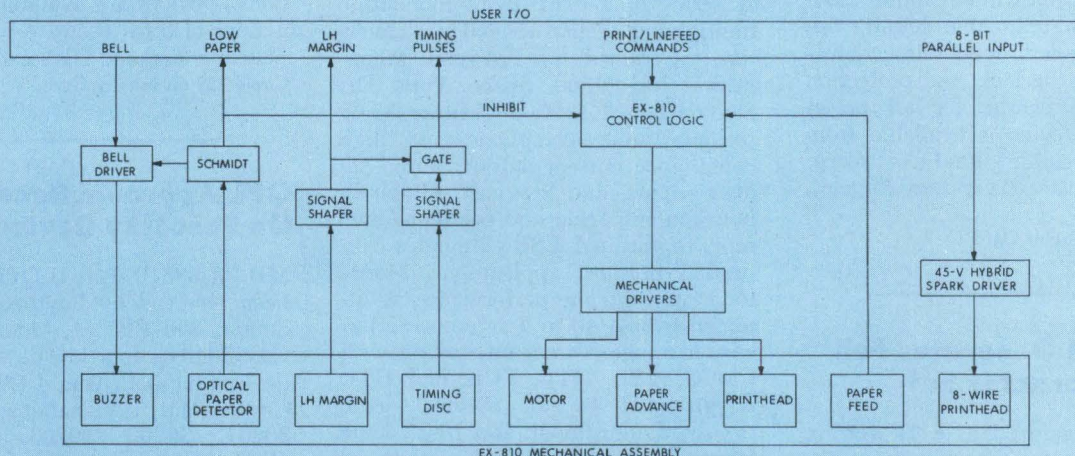 USER I/O
BELL
LOW
PAPER
LH
MARGIN
TIMING
PULSES
PRINT/LINEFEED
COMMANDS
8-BIT
PARALLEL INPUT
INHIBIT
EX-810
CONTROL LOGIC
BELL
DRIVER
SCHMIDT
GATE
SIGNAL
SHAPER
SIGNAL
SHAPER
MECHANICAL
DRIVERS
45-V HYBRID
SPARK DRIVER
BUZZER
OPTICAL
PAPER
DETECTOR
LH MARGIN
TIMING
DISC
MOTOR
PAPER
ADVANCE
PRINTHEAD
PAPER
FEED
8-WIRE
PRINTHEAD
EX-810 MECHANICAL ASSEMBLY